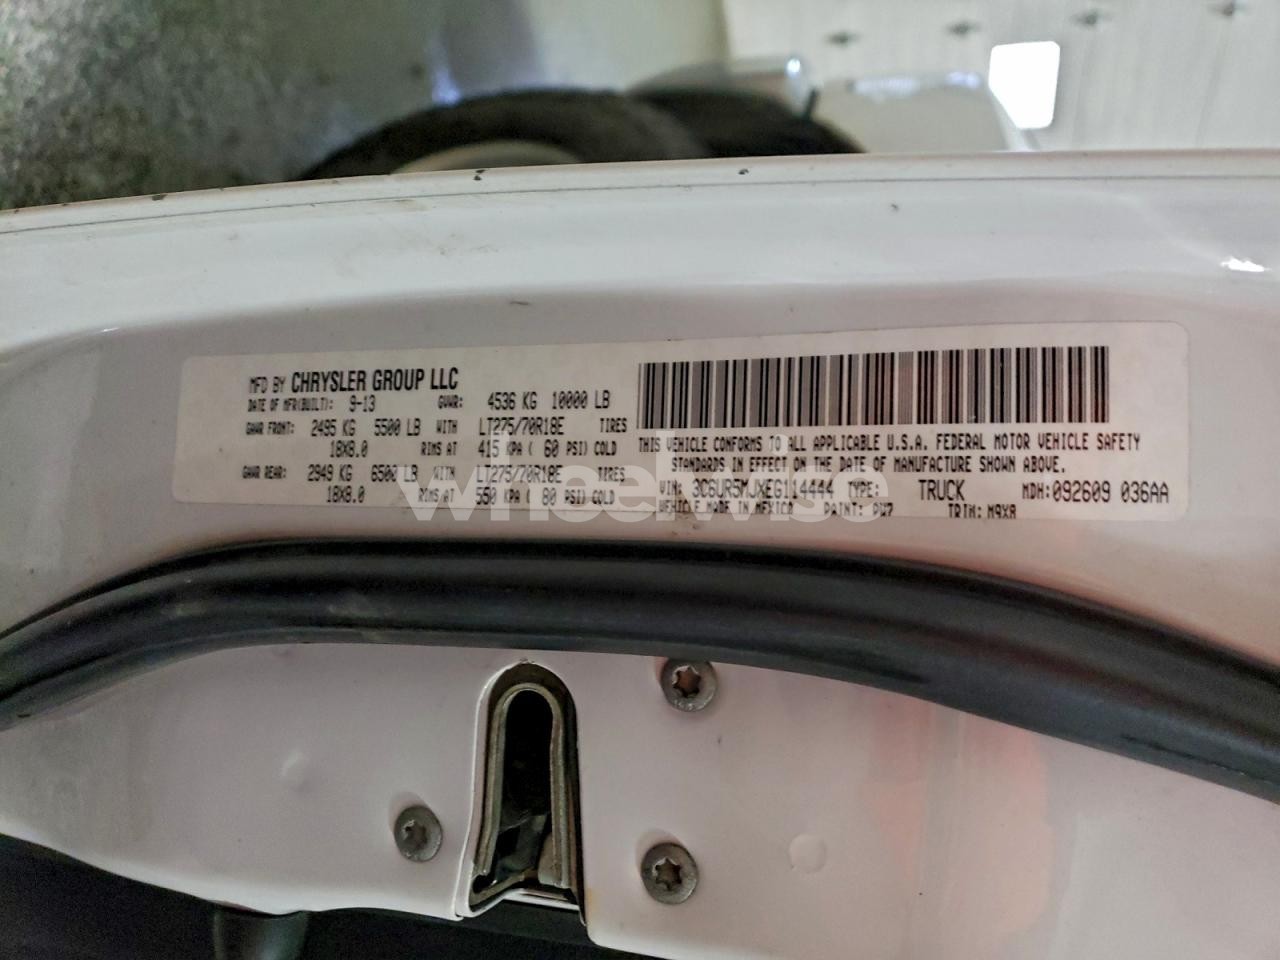 MFD BY CHRYSLER GROUP LLC
DATE OF MFR(BUILT): 9-13 GVWR: 4536 KG 10000 LB
GAWR FRONT: 2495 KG 5500 LB WITH LT275/70R18E TIRES
18X8.0 RIMS AT 415 KPA ( 60 PSI) COLD
GAWR REAR: 2949 KG 6500 LB WITH LT275/70R18E TIRES
18X8.0 RIMS AT 550 KPA ( 80 PSI) COLD
THIS VEHICLE CONFORMS TO ALL APPLICABLE U.S.A. FEDERAL MOTOR VEHICLE SAFETY
STANDARDS IN EFFECT ON THE DATE OF MANUFACTURE SHOWN ABOVE.
VIN: 3C6UR5MJXEG114444 TYPE: TRUCK MDH:092609 036AA
VEHICLE MADE IN MEXICO PAINT: PW7 TRIM: M9X8
wheelwise